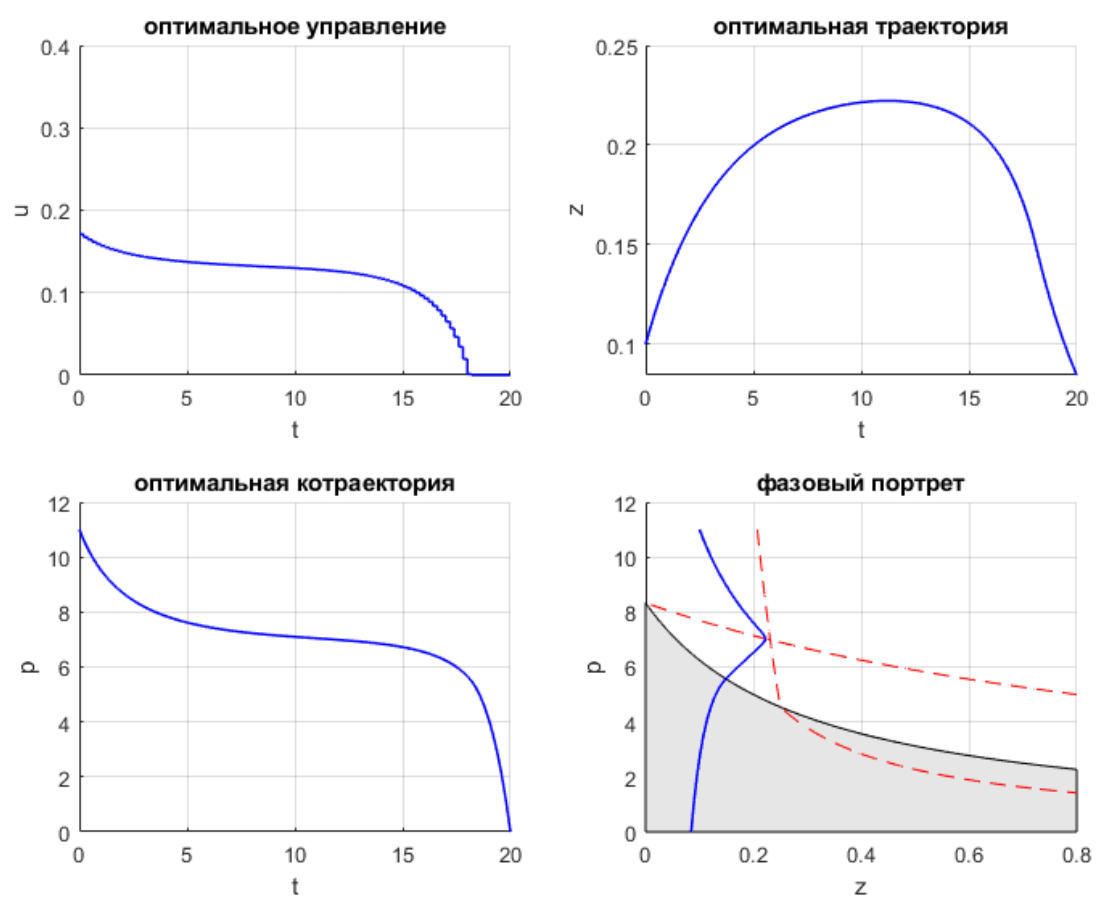 оптимальное управление
0.4
0.3
0.2
0.1
0
u
0 5 10 15 20
t
оптимальная траектория
0.25
0.2
0.15
0.1
z
0 5 10 15 20
t
оптимальная котраектория
12
10
8
6
4
2
0
p
0 5 10 15 20
t
фазовый портрет
12
10
8
6
4
2
0
p
0 0.2 0.4 0.6 0.8
z